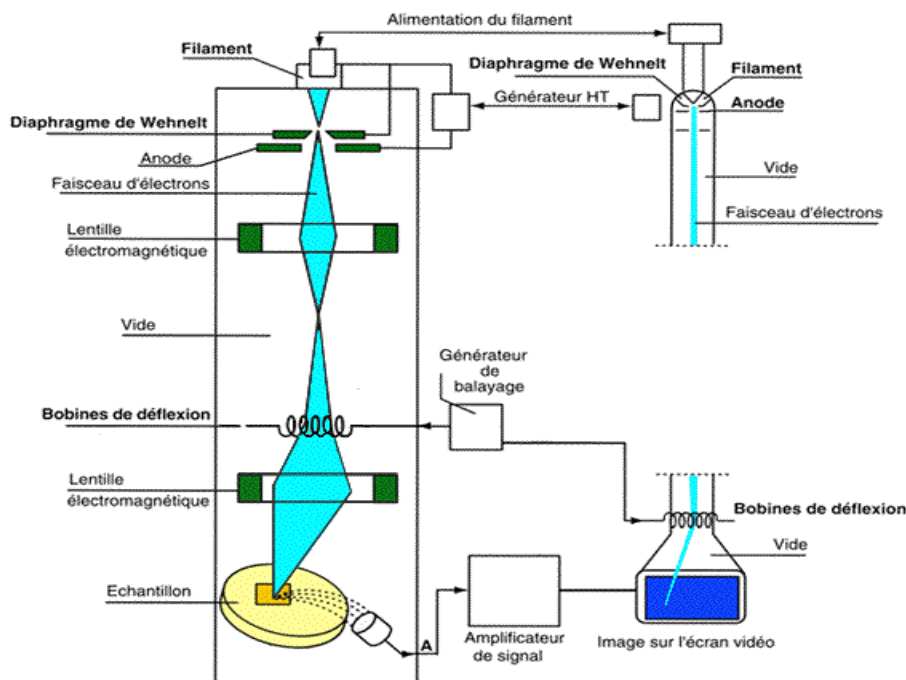 Alimentation du filament
Filament
Diaphragme de Wehnelt
Filament
Générateur HT
Anode
Diaphragme de Wehnelt
Anode
Vide
Faisceau d'électrons
Faisceau d'électrons
Lentille
électromagnétique
Vide
Générateur
de
balayage
Bobines de déflexion
Lentille
électromagnétique
Bobines de déflexion
Vide
Echantillon
A
Amplificateur
de signal
Image sur l'écran vidéo